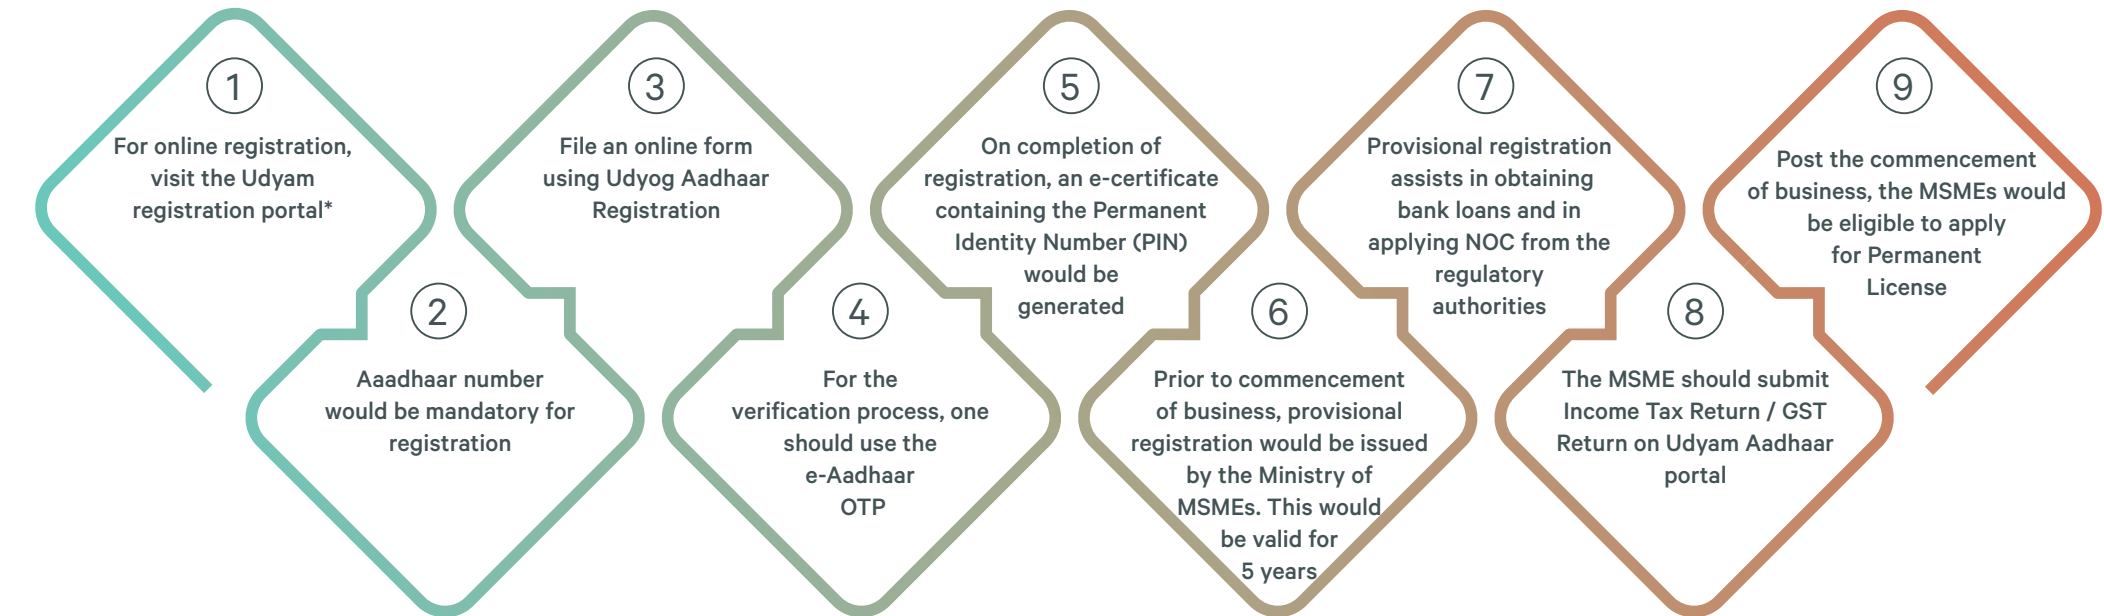 1
For online registration,
visit the Udyam
registration portal*
2
Aaadhaar number
would be mandatory for
registration
3
File an online form
using Udyog Aadhaar
Registration
4
For the
verification process, one
should use the
e-Aadhaar
OTP
5
On completion of
registration, an e-certificate
containing the Permanent
Identity Number (PIN)
would be
generated
6
Prior to commencement
of business, provisional
registration would be issued
by the Ministry of
MSMEs. This would
be valid for
5 years
7
Provisional registration
assists in obtaining
bank loans and in
applying NOC from the
regulatory
authorities
8
The MSME should submit
Income Tax Return / GST
Return on Udyam Aadhaar
portal
9
Post the commencement
of business, the MSMEs would
be eligible to apply
for Permanent
License